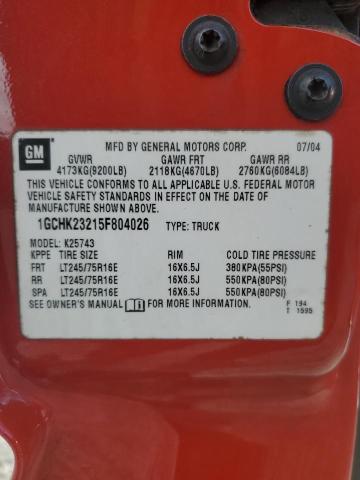 GM
MFD BY GENERAL MOTORS CORP. 07/04
GVWR GAWR FRT GAWR RR
4173KG(9200LB) 2118KG(4670LB) 2760KG(6084LB)
THIS VEHICLE CONFORMS TO ALL APPLICABLE U.S. FEDERAL MOTOR
VEHICLE SAFETY STANDARDS IN EFFECT ON THE DATE OF
MANUFACTURE SHOWN ABOVE.
1GCHK23215F804026 TYPE: TRUCK
MODEL: K25743
KPPE TIRE SIZE RIM COLD TIRE PRESSURE
FRT LT245/75R16E 16X6.5J 380KPA(55PSI)
RR LT245/75R16E 16X6.5J 550KPA(80PSI)
SPA LT245/75R16E 16X6.5J 550KPA(80PSI)
SEE OWNER'S MANUAL FOR MORE INFORMATION.
F 194
T 1595